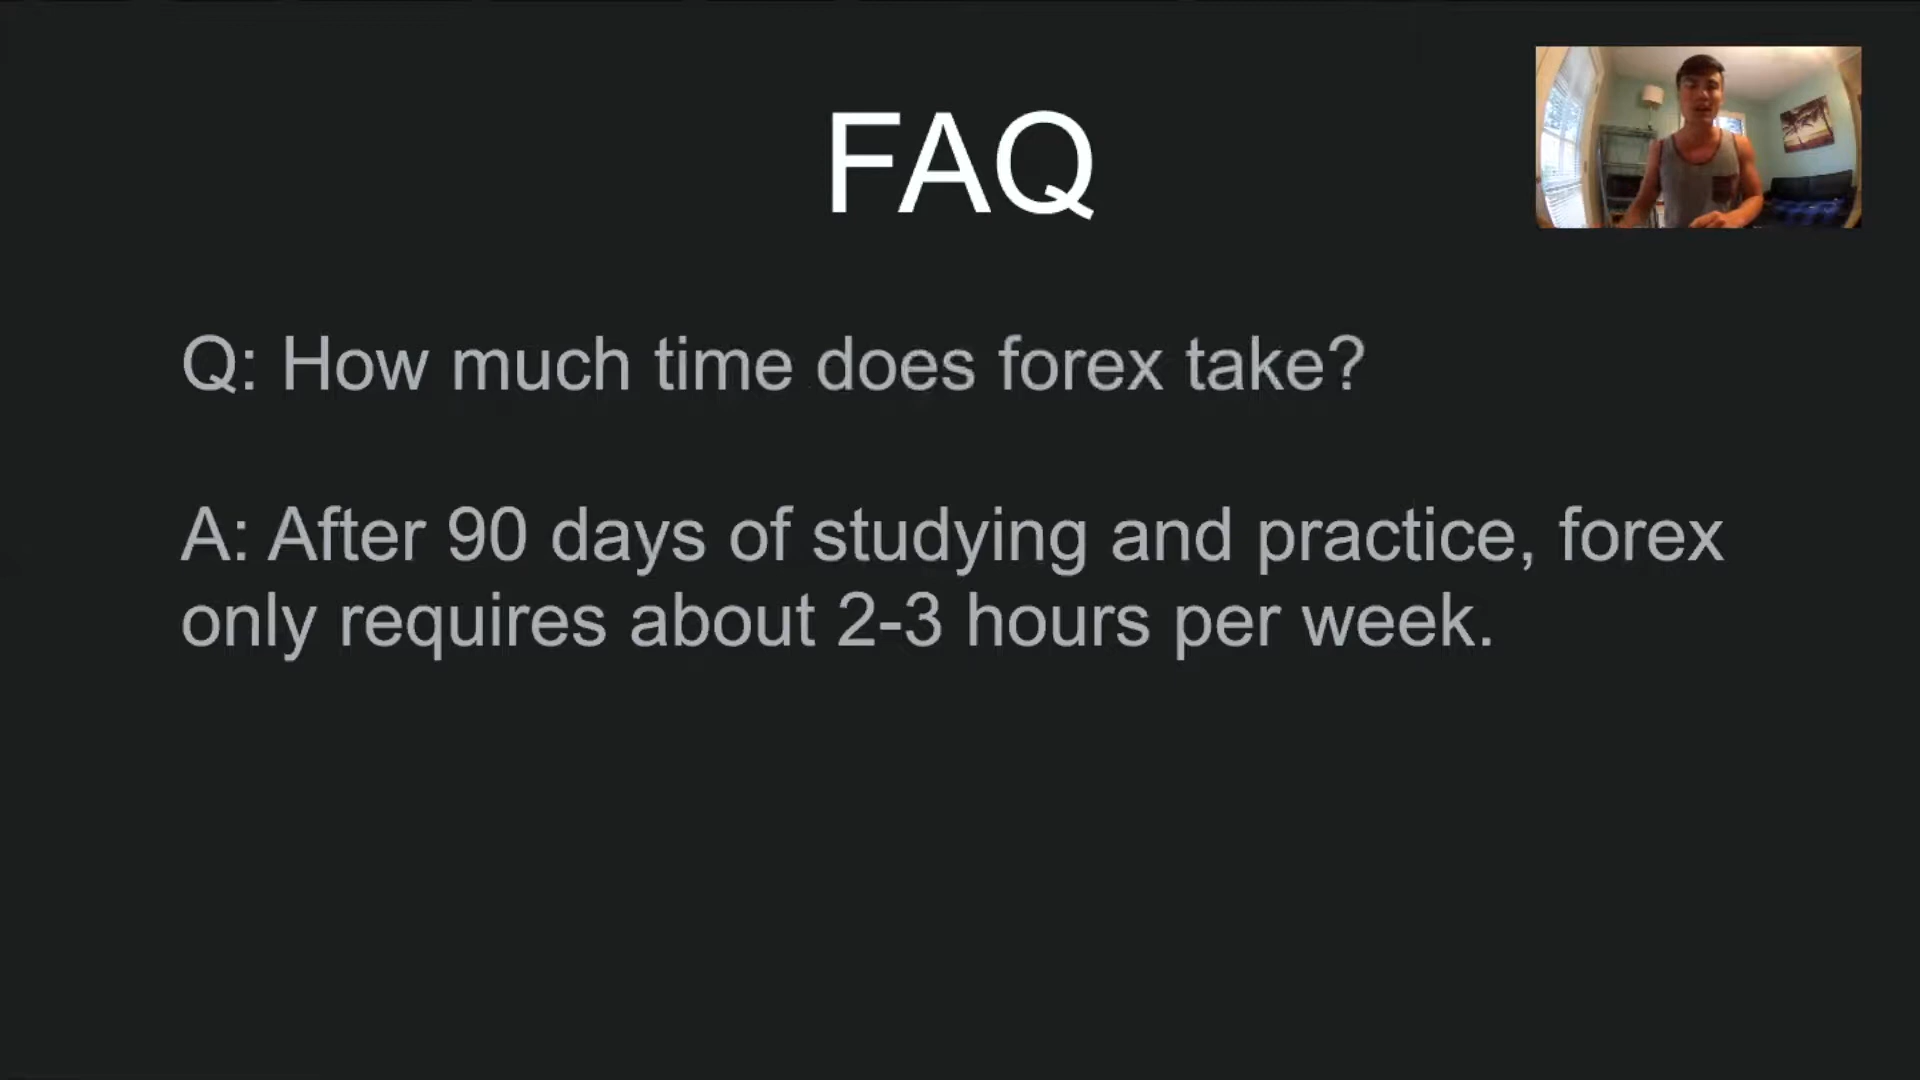 FAQ
Q: How much time does forex take?
A: After 90 days of studying and practice, forex
only requires about 2-3 hours per week.